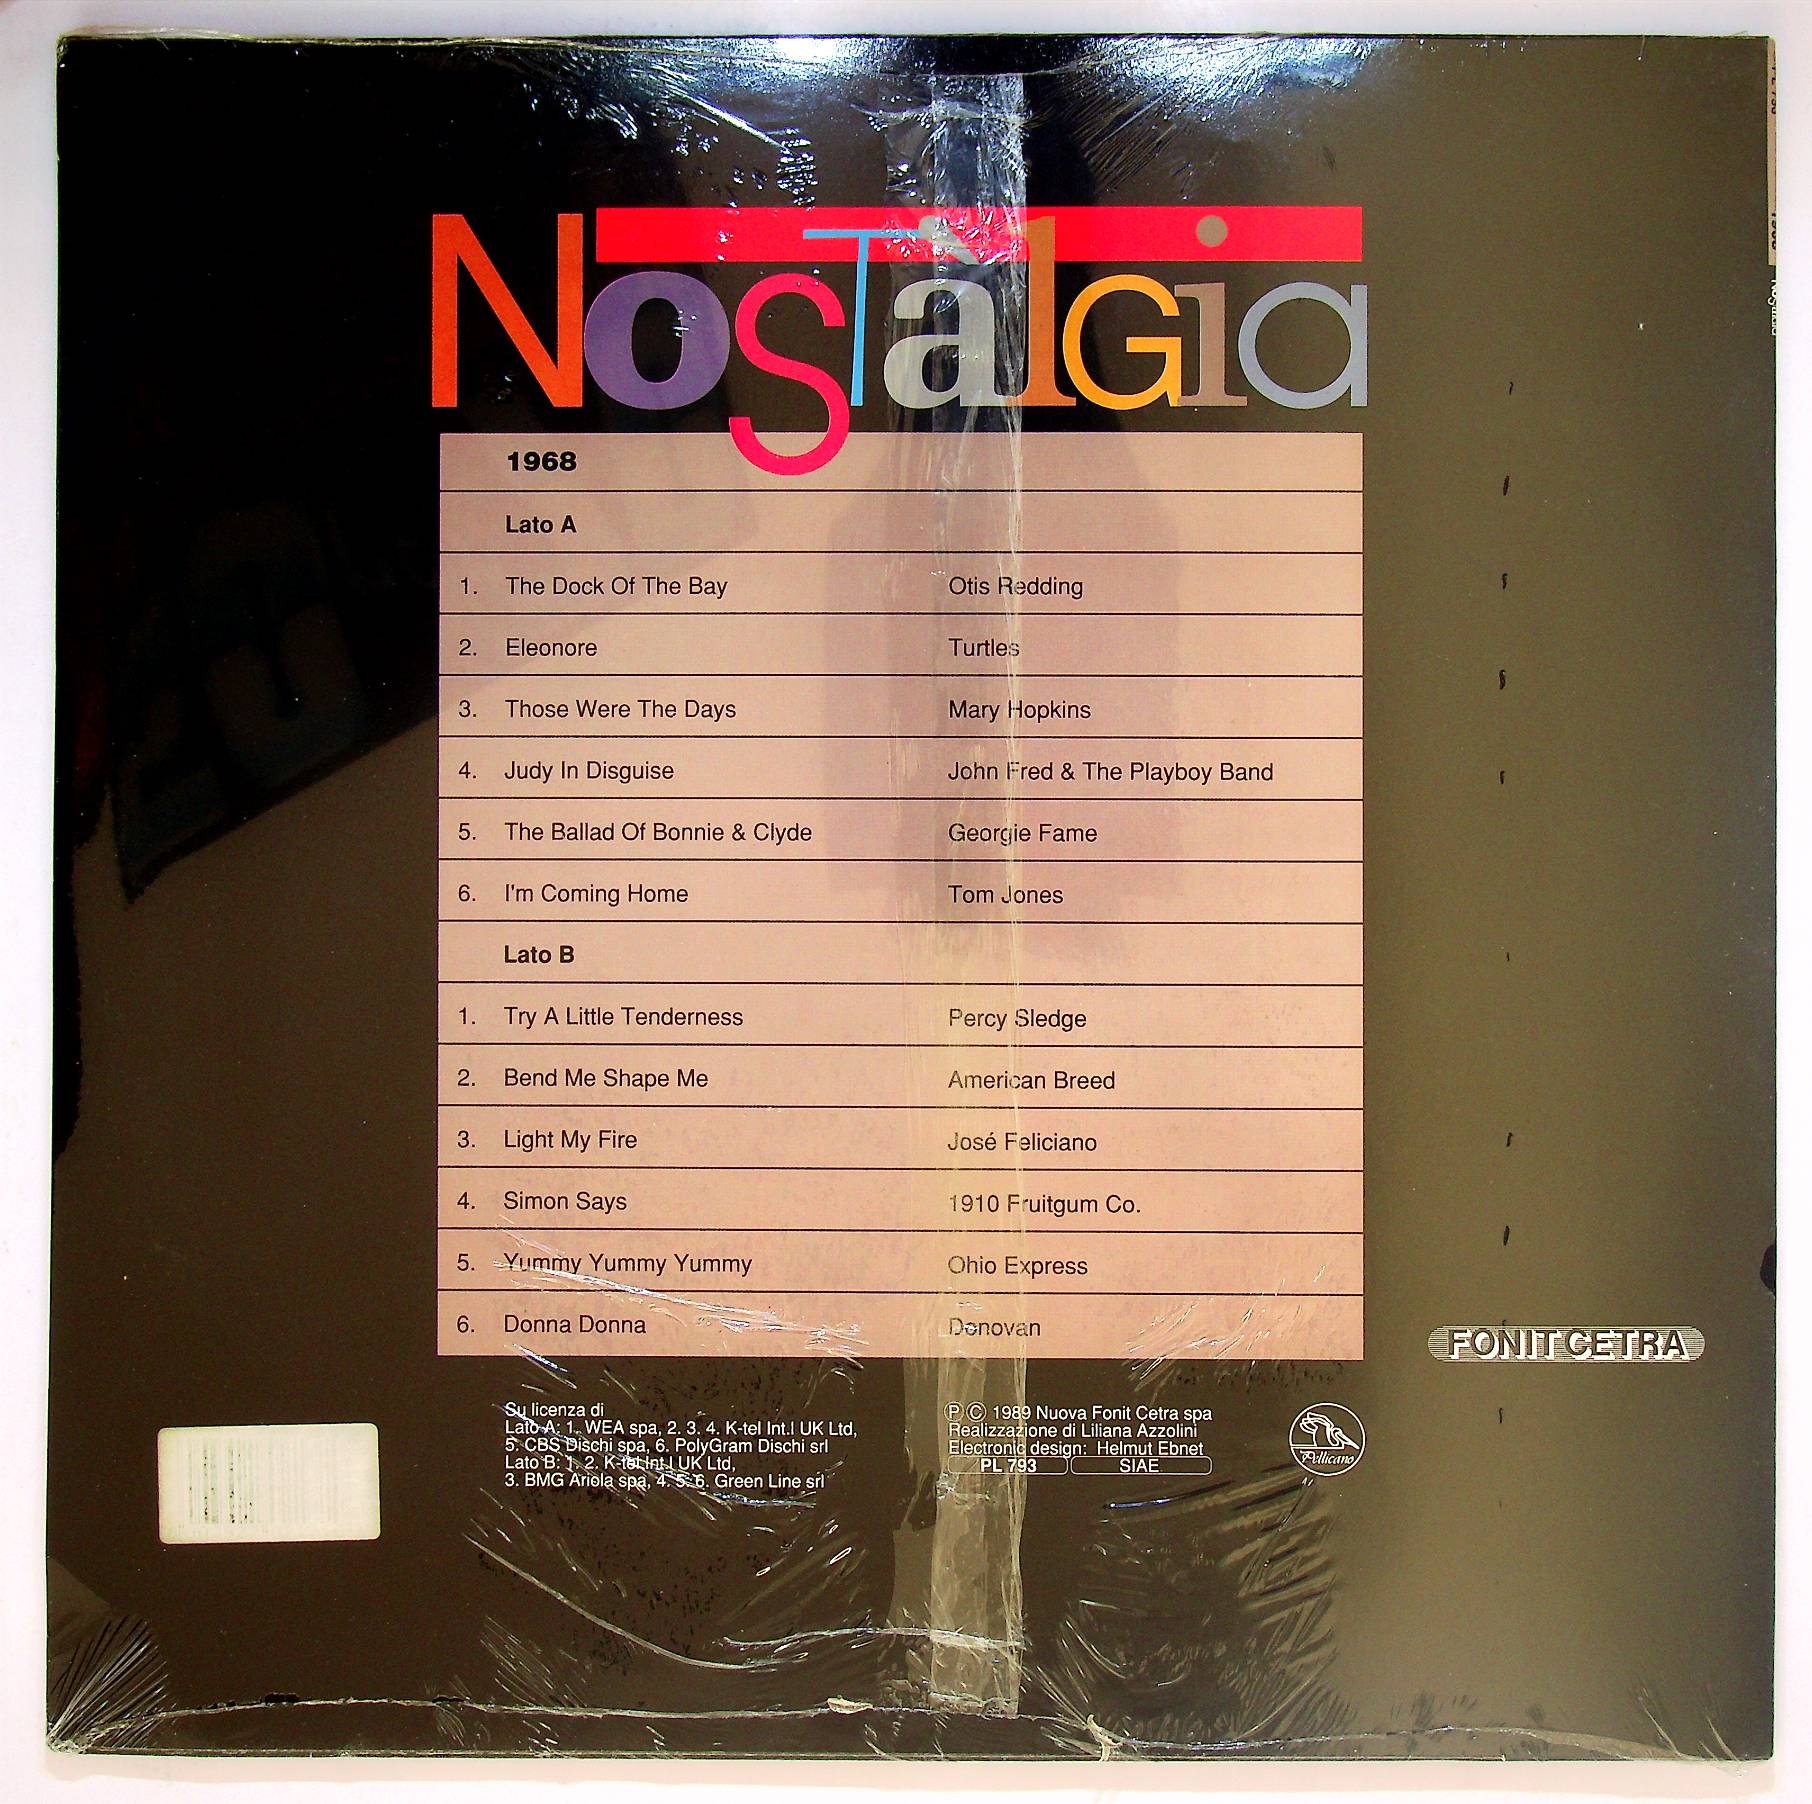 Nostàlgia
1968
Lato A
1. The Dock Of The Bay Otis Redding
2. Eleonore Turtles
3. Those Were The Days Mary Hopkins
4. Judy In Disguise John Fred & The Playboy Band
5. The Ballad Of Bonnie & Clyde Georgie Fame
6. I'm Coming Home Tom Jones
Lato B
1. Try A Little Tenderness Percy Sledge
2. Bend Me Shape Me American Breed
3. Light My Fire José Feliciano
4. Simon Says 1910 Fruitgum Co.
5. Yummy Yummy Yummy Ohio Express
6. Donna Donna Donovan
FONIT CETRA
Su licenza di
Lato A: 1. WEA spa, 2. 3. 4. K-tel Int.l UK Ltd,
5. CBS Dischi spa, 6. PolyGram Dischi srl
Lato B: 1. 2. K-tel Int.l UK Ltd,
3. BMG Ariola spa, 4. 5. 6. Green Line srl
Ⓟ © 1989 Nuova Fonit Cetra spa
Realizzazione di Liliana Azzolini
Electronic design: Helmut Ebnet
PL 793 SIAE
Pellicano